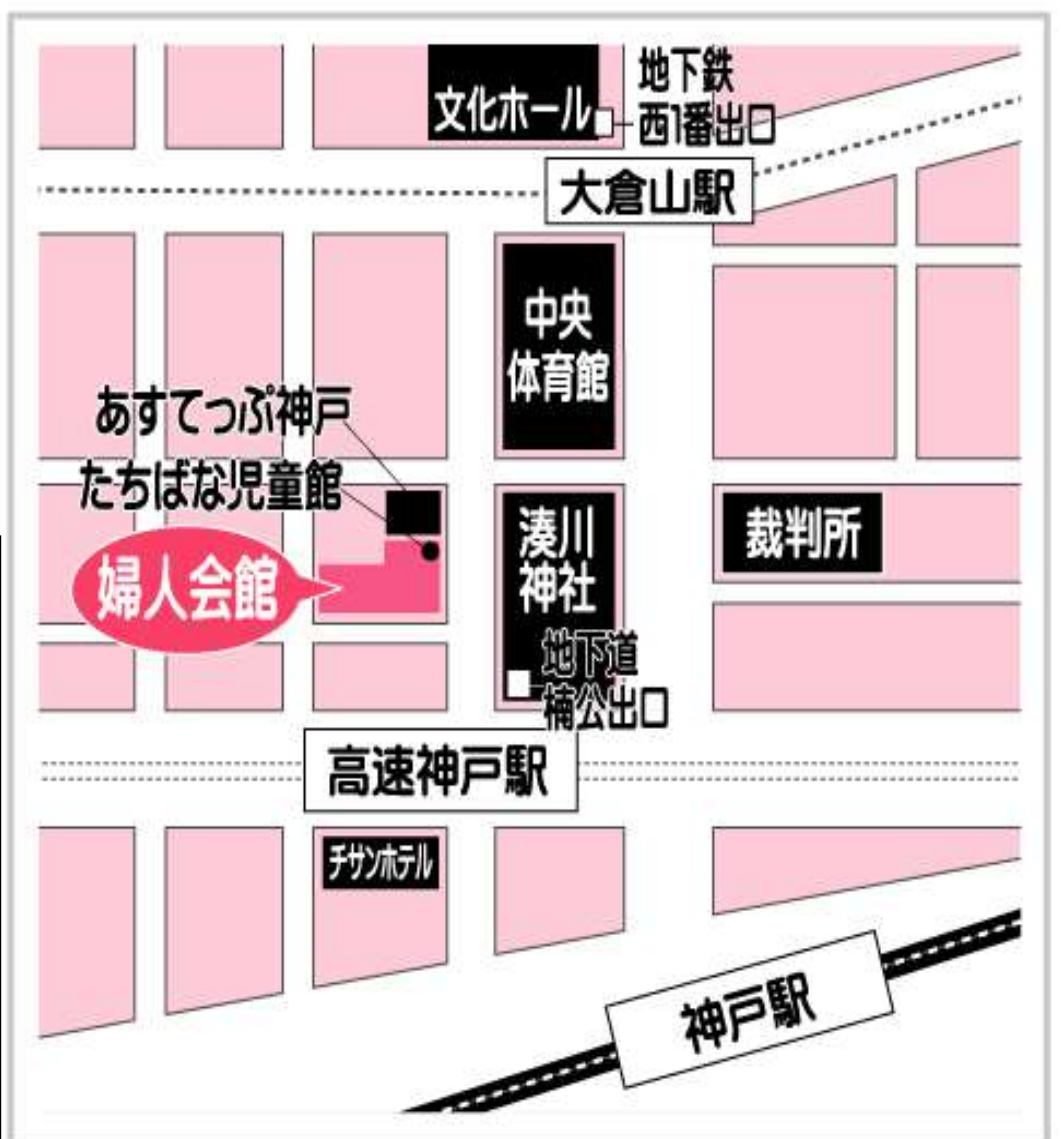 文化ホール
地下鉄
西1番出口
大倉山駅
中央
体育館
あすてっぷ神戸
たちばな児童館
婦人会館
湊川
神社
裁判所
地下道
楠公出口
高速神戸駅
チサンホテル
神戸駅